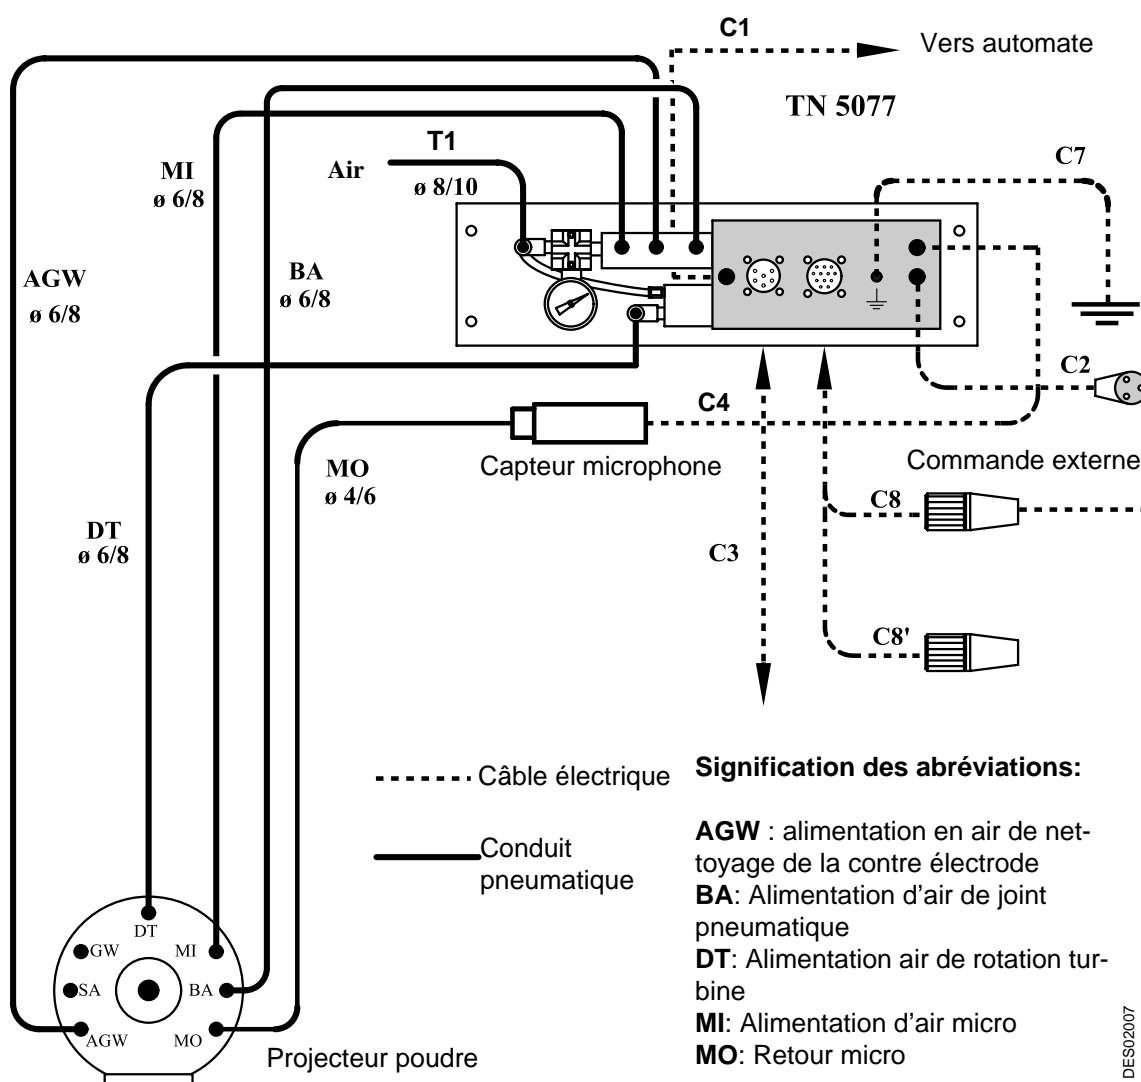 C1
Vers automate
TN 5077
T1
Air
ø 8/10
C7
MI
ø 6/8
AGW
ø 6/8
BA
ø 6/8
C2
C4
Capteur microphone
Commande externe
MO
ø 4/6
C8
DT
ø 6/8
C3
C8'
Câble électrique
Conduit
pneumatique
Signification des abréviations:
AGW : alimentation en air de net-
toyage de la contre électrode
BA: Alimentation d'air de joint
pneumatique
DT: Alimentation air de rotation tur-
bine
MI: Alimentation d'air micro
MO: Retour micro
DT
GW
MI
SA
BA
AGW
MO
Projecteur poudre
DES02007